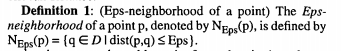 Definition 1: (Eps-neighborhood of a point) The Eps-
neighborhood of a point p, denoted by NEps(p), is defined by
NEps(p) = {q ∈ D | dist(p,q) ≤ Eps}.